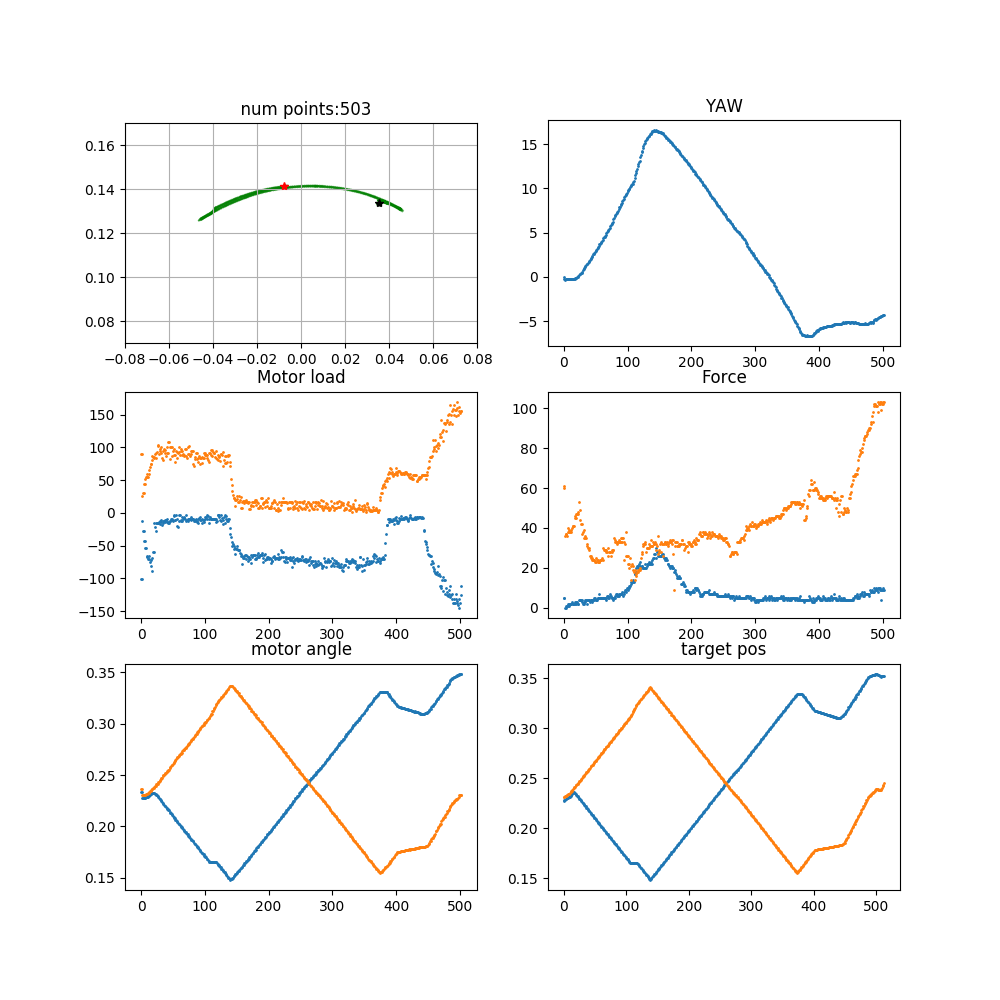 num points:503
0.16
0.14
0.12
0.10
0.08
−0.08 −0.06 −0.04 −0.02 0.00 0.02 0.04 0.06 0.08
YAW
15
10
5
0
−5
0 100 200 300 400 500
Motor load
150
100
50
0
−50
−100
−150
0 100 200 300 400 500
Force
100
80
60
40
20
0
0 100 200 300 400 500
motor angle
0.35
0.30
0.25
0.20
0.15
0 100 200 300 400 500
target pos
0.35
0.30
0.25
0.20
0.15
0 100 200 300 400 500